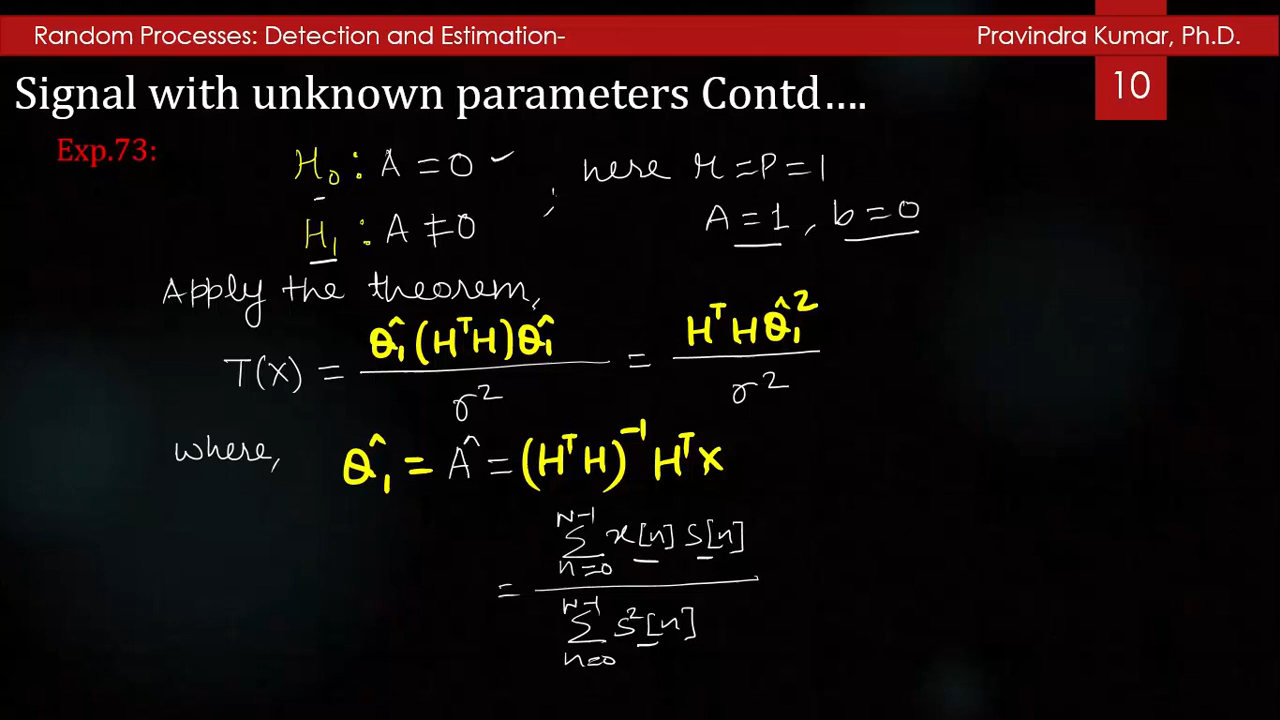 Random Processes: Detection and Estimation- Pravindra Kumar, Ph.D.
Signal with unknown parameters Contd.... 10
Exp.73:
H₀ : A = 0 ✓ ; here r = p = 1
H₁ : A ≠ 0 A = 1 , b = 0
Apply the theorem,
T(x) = θ̂₁(HᵀH)θ̂₁ / σ² = HᵀHθ̂₁² / σ²
where, θ̂₁ = Â = (HᵀH)⁻¹Hᵀx
= ∑_{n=0}^{N-1} x[n] s[n] / ∑_{n=0}^{N-1} s²[n]